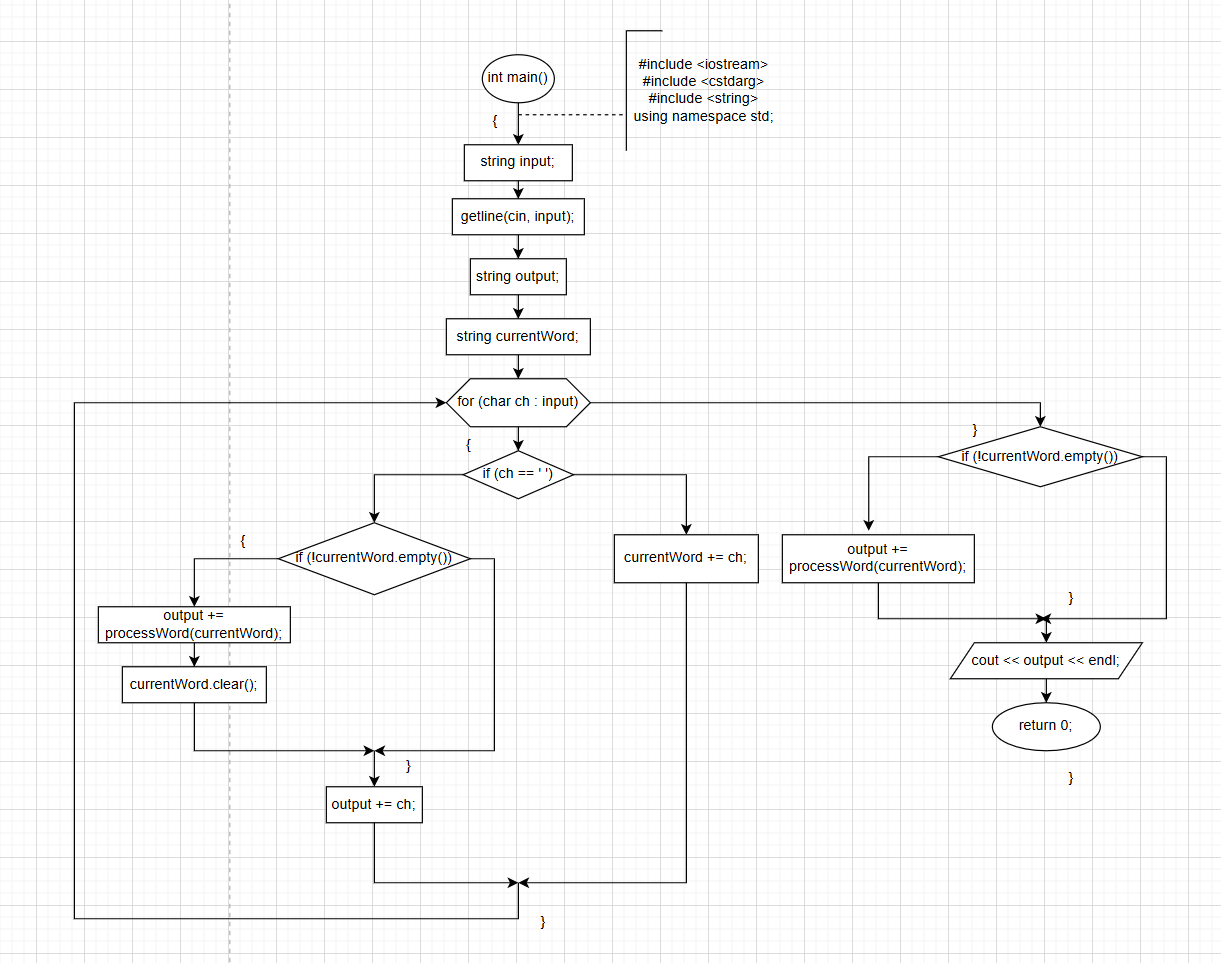 int main()
#include <iostream>
#include <cstdarg>
#include <string>
using namespace std;
{
string input;
getline(cin, input);
string output;
string currentWord;
for (char ch : input)
{
if (ch == ' ')
{
if (!currentWord.empty())
output +=
processWord(currentWord);
currentWord.clear();
}
output += ch;
currentWord += ch;
}
}
if (!currentWord.empty())
output +=
processWord(currentWord);
}
cout << output << endl;
return 0;
}